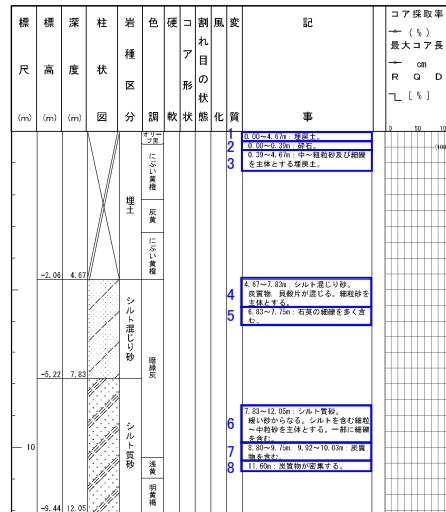 標尺 (m)
標高 (m)
深度 (m)
柱状図
岩種区分
色調
硬軟
コア形状
割れ目の状態
風化
変質
記事
コア採取率
(%)
最大コア長
cm
R Q D
[%]
0 50 100
オリーブ黒
にぶい黄橙
灰黄
にぶい黄橙
暗緑灰
浅黄
明黄褐
埋土
シルト混じり砂
シルト質砂
-2.06 4.67
-5.22 7.83
10
-9.44 12.05
1 0.00~4.67m:埋戻土。
2 0.00~0.39m:砕石。
3 0.39~4.67m:中~粗粒砂及び細礫
を主体とする埋戻土。
4 4.67~7.83m:シルト混じり砂。
炭質物、貝殻片が混じる。細粒砂を
主体とする。
5 6.83~7.75m:石英の細礫を多く含
む。
6 7.83~12.05m:シルト質砂。
緩い砂からなる。シルトを含む細粒
~中粒砂を主体とする。一部に細礫
を含む。
7 8.80~9.75m、9.92~10.03m:炭質
物を含む。
8 11.60m:炭質物が密集する。